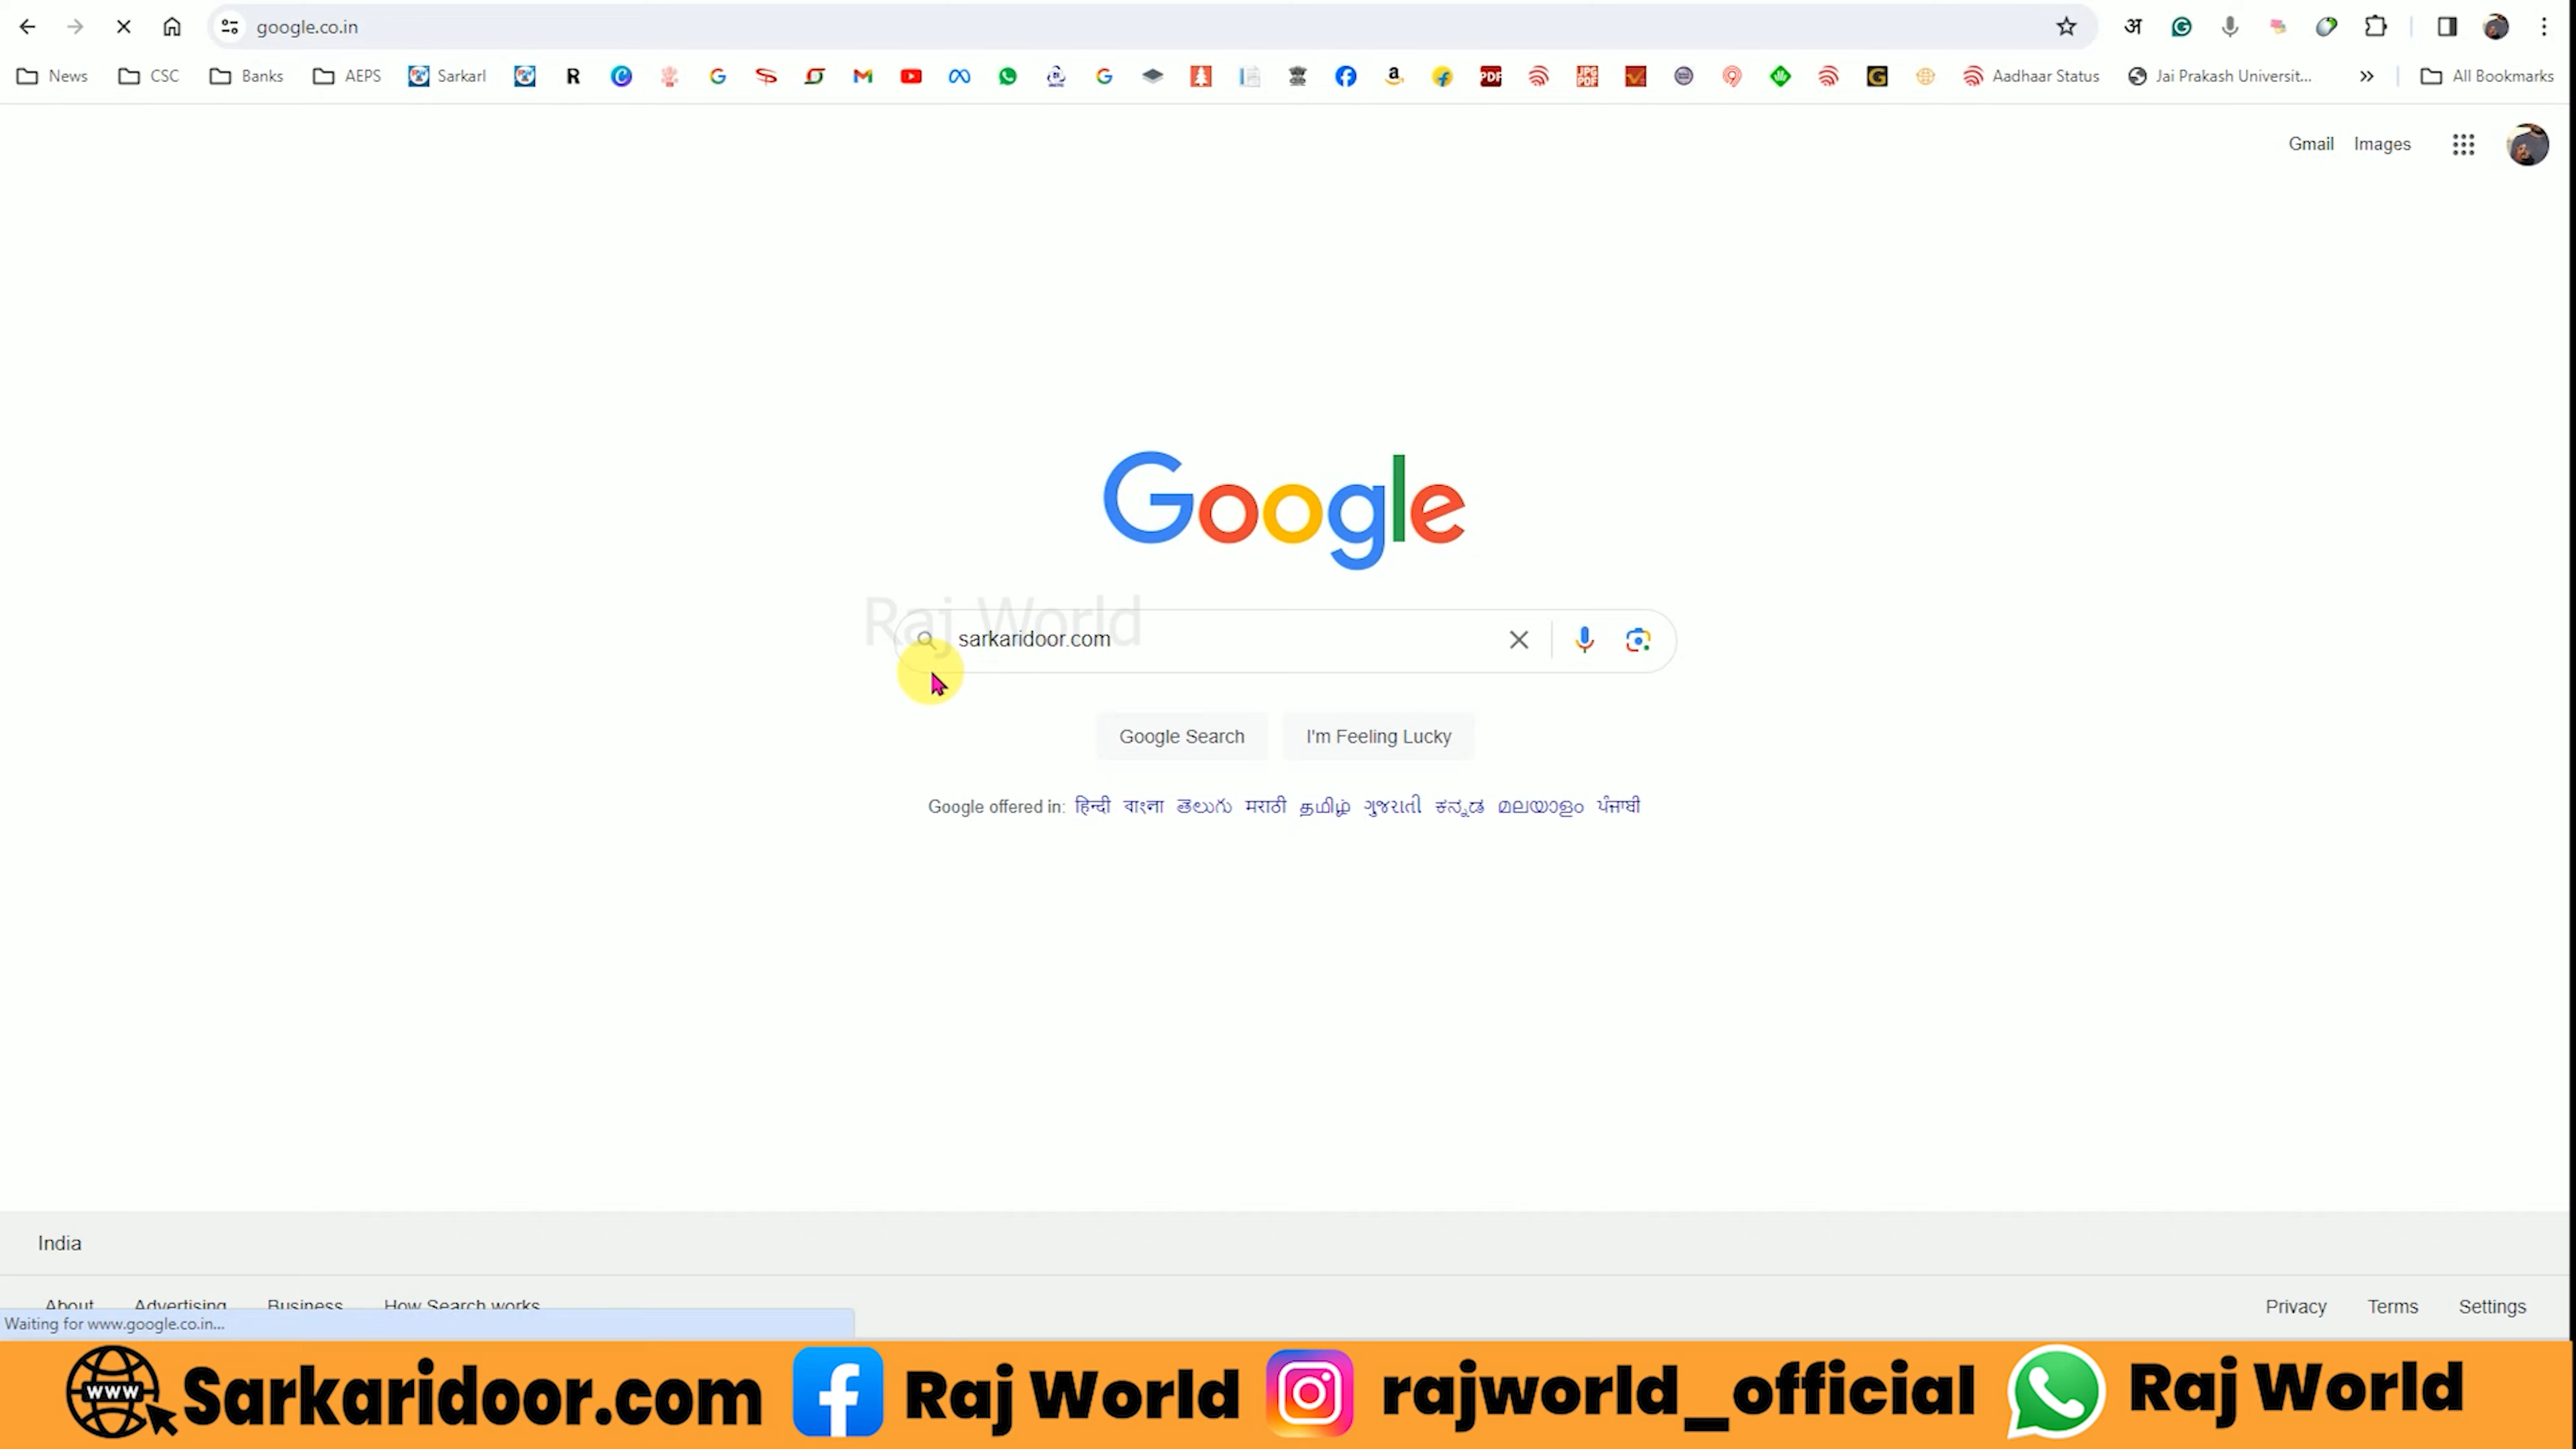 google.co.in
News CSC Banks AEPS Sarkarl Aadhaar Status Jai Prakash Universit... All Bookmarks
Gmail Images
Google
Raj World
sarkaridoor.com
Google Search I'm Feeling Lucky
Google offered in: हिन्दी বাংলা తెలుగు मराठी தமிழ் ગુજરાતી ಕನ್ನಡ മലയാളം ਪੰਜਾਬੀ
India
About Advertising Business How Search works Privacy Terms Settings
Waiting for www.google.co.in...
www Sarkaridoor.com Raj World rajworld_official Raj World